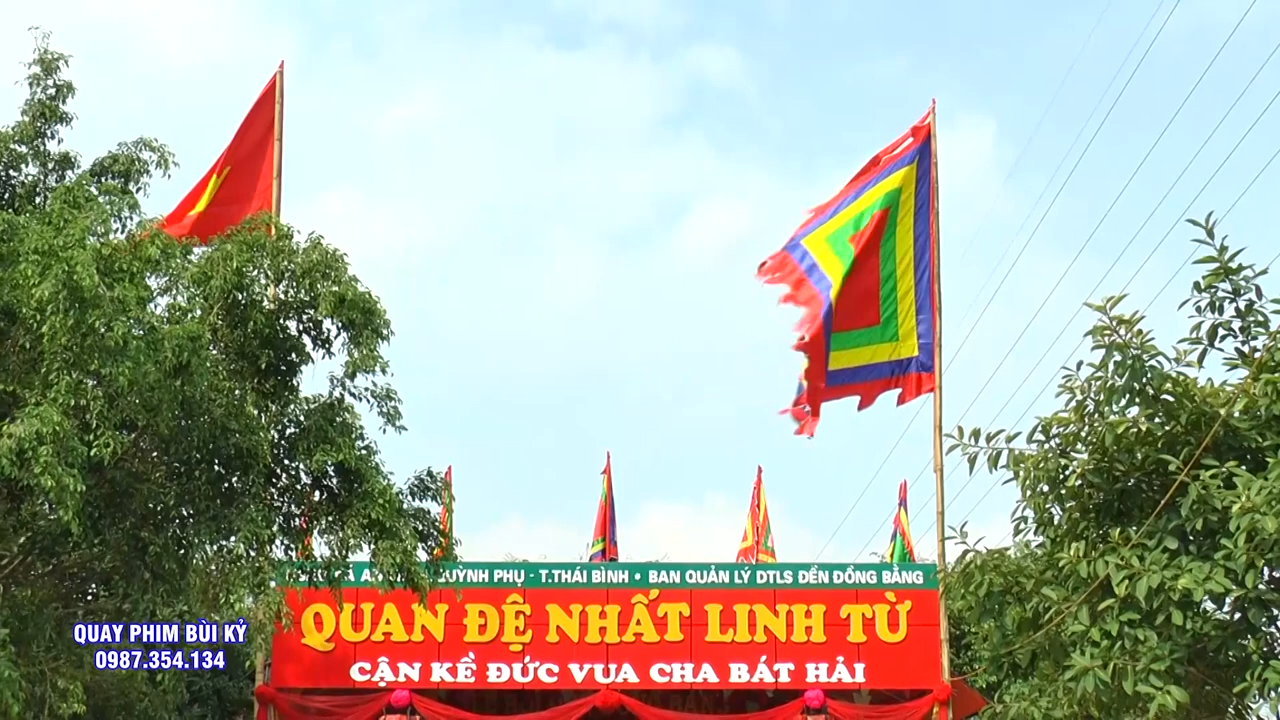 QUỲNH PHỤ - T.THÁI BÌNH • BAN QUẢN LÝ DTLS ĐỀN ĐỒNG BẰNG
QUAN ĐỆ NHẤT LINH TỪ
CẬN KỀ ĐỨC VUA CHA BÁT HẢI
QUAY PHIM BÙI KỶ
0987.354.134